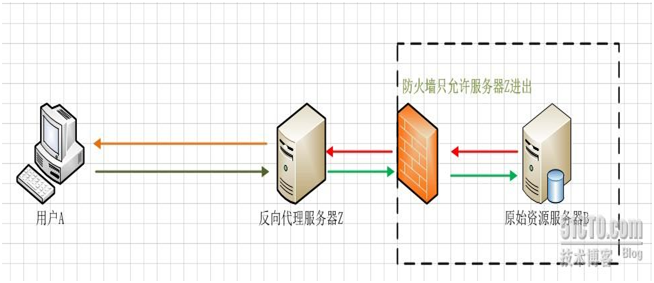 防火墙只允许服务器Z进出
用户A
反向代理服务器Z
原始资源服务器B
51CTO.com
技术博客 Blog